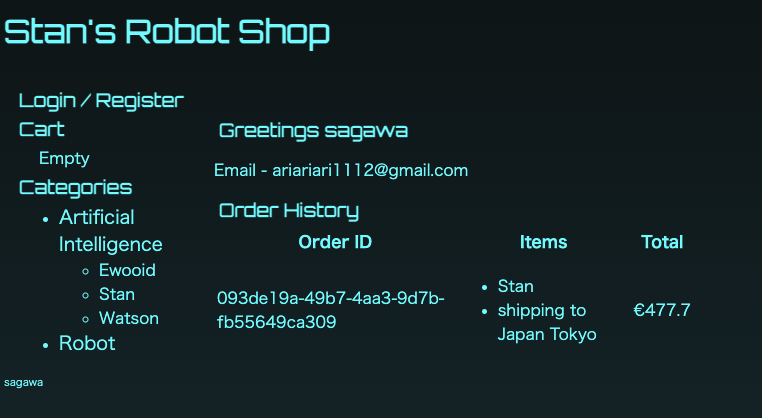 Stan's Robot Shop
Login / Register
Cart
Empty
Categories
Artificial
Intelligence
Ewooid
Stan
Watson
Robot
Greetings sagawa
Email - ariariari1112@gmail.com
Order History
Order ID Items Total
093de19a-49b7-4aa3-9d7b-
fb55649ca309
Stan
shipping to
Japan Tokyo
€477.7
sagawa